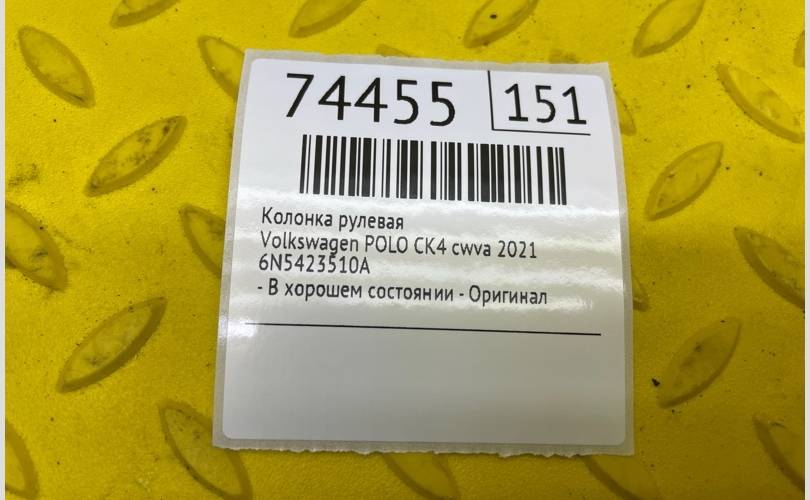 74455 151
Колонка рулевая
Volkswagen POLO CK4 cwva 2021
6N5423510A
- В хорошем состоянии - Оригинал